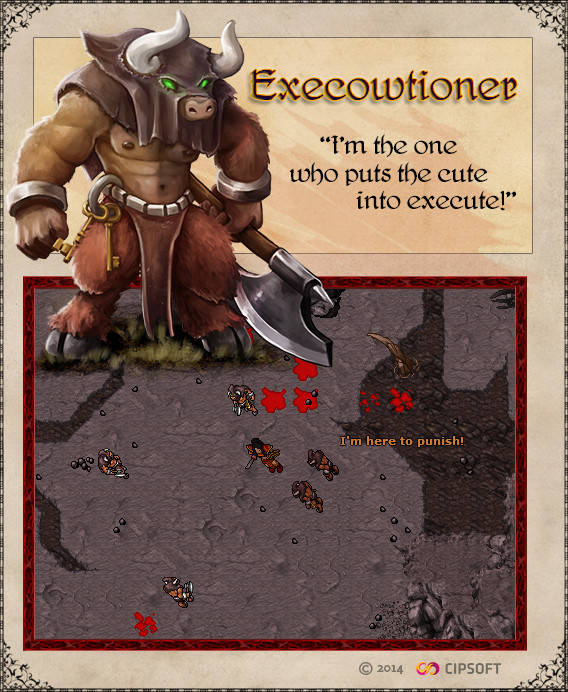 Execowtioner
“I'm the one
who puts the cute
into execute!”
I'm here to punish!
© 2014 CIPSOFT